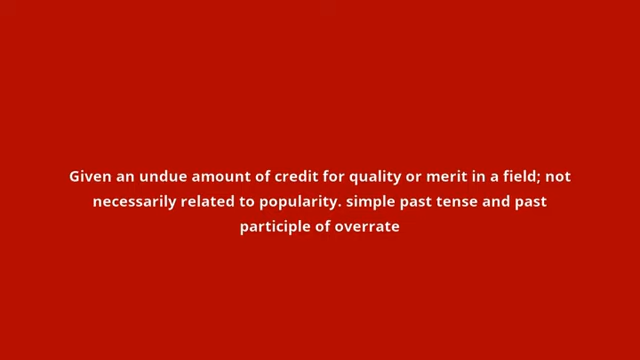 Given an undue amount of credit for quality or merit in a field; not
necessarily related to popularity. simple past tense and past
participle of overrate